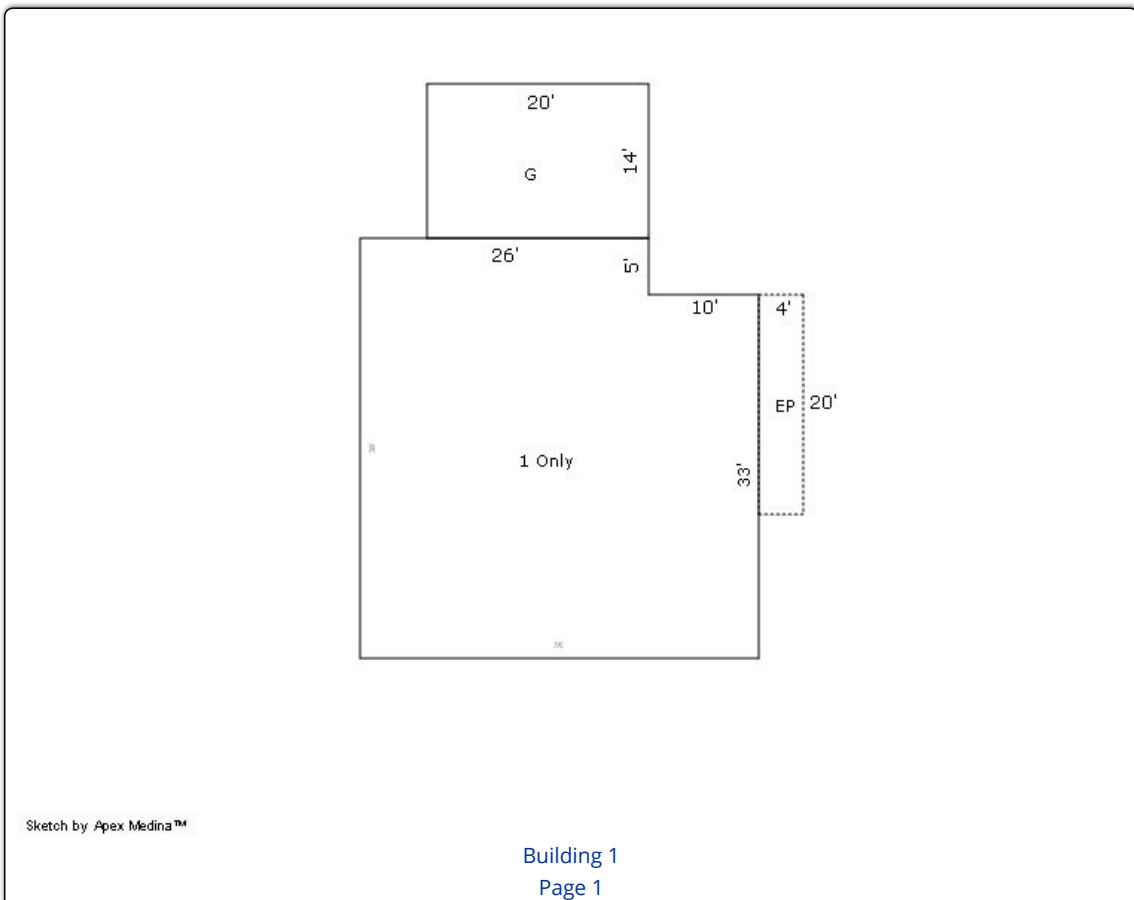 20'
14'
G
26'
5'
10'
4'
EP
20'
1 Only
33'
Sketch by Apex Medina™
Building 1
Page 1